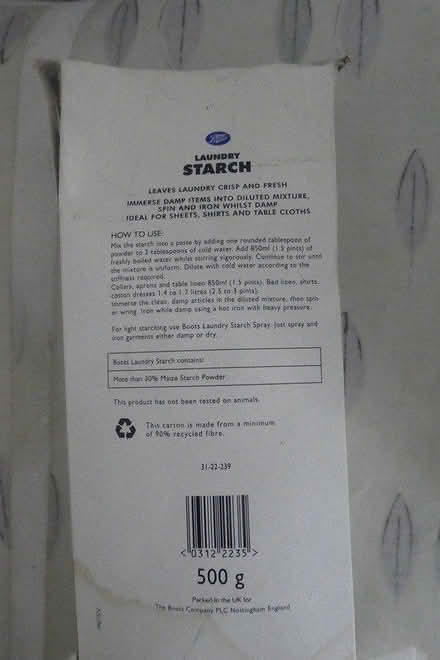 Boots
LAUNDRY
STARCH
LEAVES LAUNDRY CRISP AND FRESH
IMMERSE DAMP ITEMS INTO DILUTED MIXTURE,
SPIN AND IRON WHILST DAMP
IDEAL FOR SHEETS, SHIRTS AND TABLE CLOTHS
HOW TO USE:
Mix the starch into a paste by adding one rounded tablespoon of
powder to 2 tablespoons of cold water. Add 850ml (1.5 pints) of
freshly boiled water whilst stirring vigorously. Continue to stir until
the mixture is uniform. Dilute with cold water according to the
stiffness required.
Collars, aprons and table linen 850ml (1.5 pints). Bed linen, shirts,
cotton dresses 1.4 to 1.7 litres (2.5 to 3 pints).
Immerse the clean, damp articles in the diluted mixture, then spin
or wring. Iron while damp using a hot iron with heavy pressure.
For light starching use Boots Laundry Starch Spray. Just spray and
iron garments either damp or dry.
Boots Laundry Starch contains:
More than 30% Maize Starch Powder
This product has not been tested on animals.
This carton is made from a minimum
of 90% recycled fibre.
31-22-239
<0312 2235>
500 g
Packed in the UK for
The Boots Company PLC Nottingham England